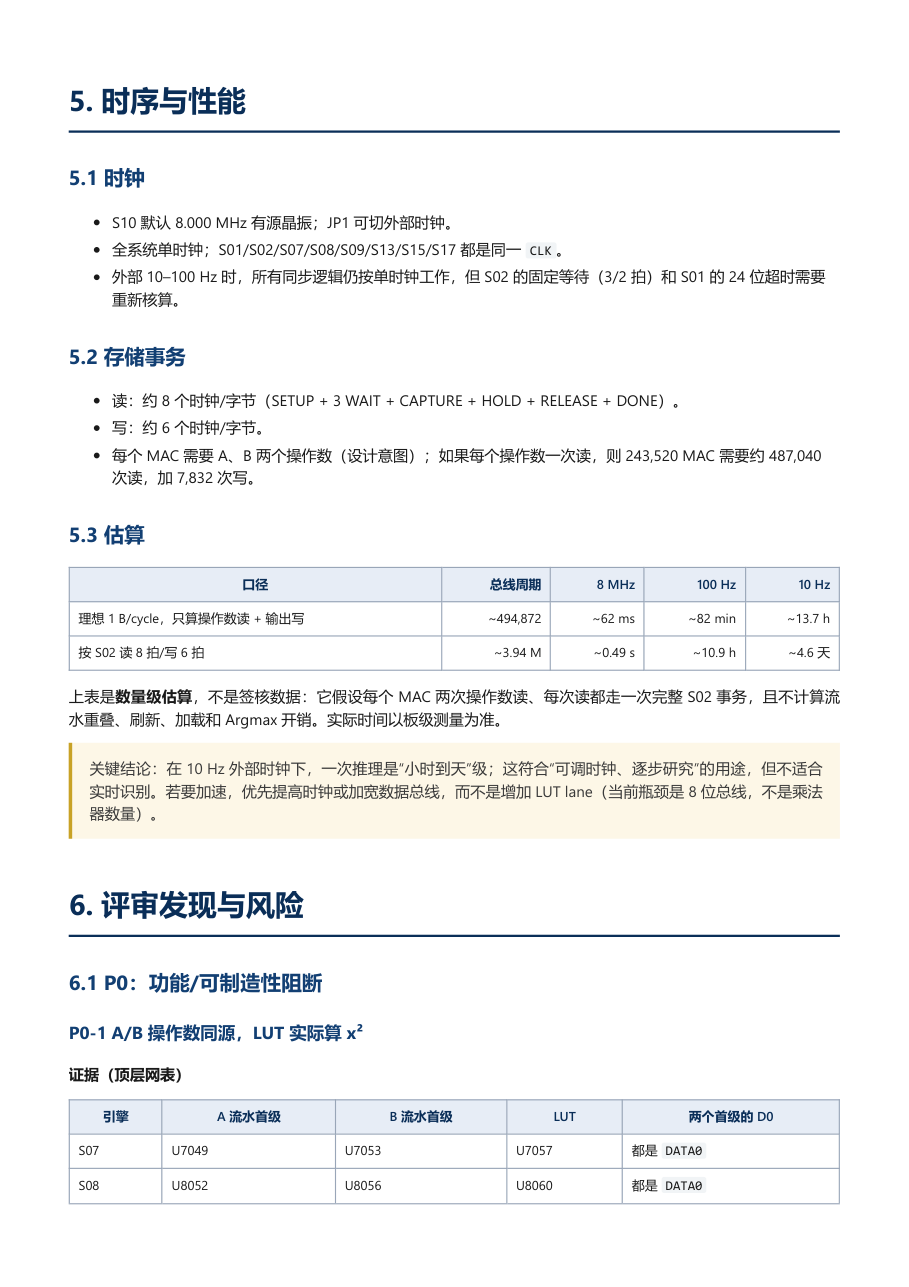 5. 时序与性能
5.1 时钟
• S10 默认 8.000 MHz 有源晶振；JP1 可切外部时钟。
• 全系统单时钟；S01/S02/S07/S08/S09/S13/S15/S17 都是同一 CLK。
• 外部 10–100 Hz 时，所有同步逻辑仍按单时钟工作，但 S02 的固定等待（3/2 拍）和 S01 的 24 位超时需要
重新核算。
5.2 存储事务
• 读：约 8 个时钟/字节（SETUP + 3 WAIT + CAPTURE + HOLD + RELEASE + DONE）。
• 写：约 6 个时钟/字节。
• 每个 MAC 需要 A、B 两个操作数（设计意图）；如果每个操作数一次读，则 243,520 MAC 需要约 487,040
次读，加 7,832 次写。
5.3 估算
口径 总线周期 8 MHz 100 Hz 10 Hz
理想 1 B/cycle，只算操作数读 + 输出写 ~494,872 ~62 ms ~82 min ~13.7 h
按 S02 读 8 拍/写 6 拍 ~3.94 M ~0.49 s ~10.9 h ~4.6 天
上表是数量级估算，不是签核数据：它假设每个 MAC 两次操作数读、每次读都走一次完整 S02 事务，且不计算流
水重叠、刷新、加载和 Argmax 开销。实际时间以板级测量为准。
关键结论：在 10 Hz 外部时钟下，一次推理是“小时到天”级；这符合“可调时钟、逐步研究”的用途，但不适合
实时识别。若要加速，优先提高时钟或加宽数据总线，而不是增加 LUT lane（当前瓶颈是 8 位总线，不是乘法
器数量）。
6. 评审发现与风险
6.1 P0：功能/可制造性阻断
P0-1 A/B 操作数同源，LUT 实际算 x²
证据（顶层网表）
引擎 A 流水首级 B 流水首级 LUT 两个首级的 D0
S07 U7049 U7053 U7057 都是 DATA0
S08 U8052 U8056 U8060 都是 DATA0